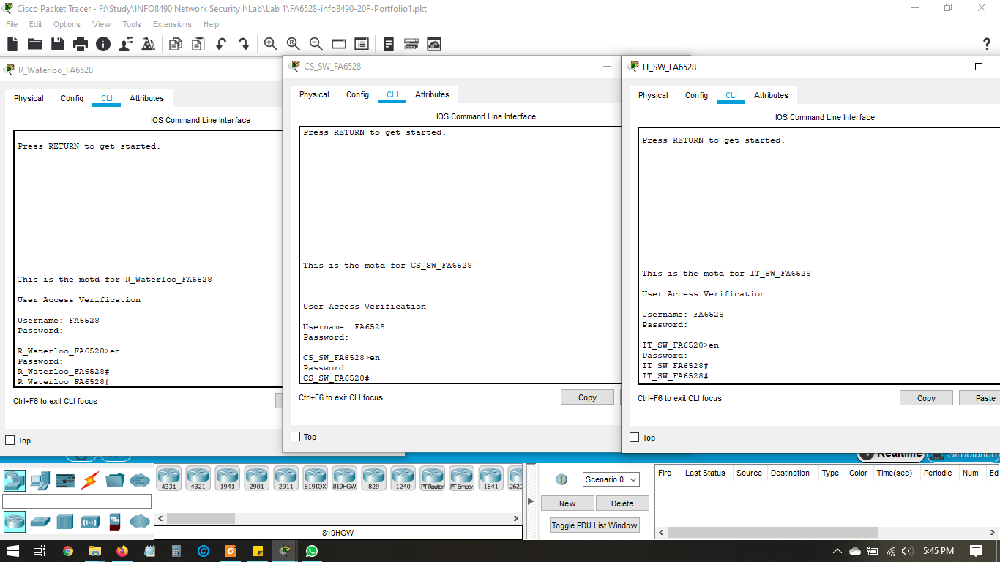 Cisco Packet Tracer - F:\Study\INFO8490 Network Security I\Lab\Lab 1\FA6528-info8490-20F-Portfolio1.pkt
File Edit Options View Tools Extensions Help
?
R_Waterloo_FA6528
Physical Config CLI Attributes
IOS Command Line Interface
Press RETURN to get started.
This is the motd for R_Waterloo_FA6528
User Access Verification
Username: FA6528
Password:
R_Waterloo_FA6528>en
Password:
R_Waterloo_FA6528#
R_Waterloo_FA6528#
Ctrl+F6 to exit CLI focus
Top
CS_SW_FA6528
Physical Config CLI Attributes
IOS Command Line Interface
Press RETURN to get started.
This is the motd for CS_SW_FA6528
User Access Verification
Username: FA6528
Password:
CS_SW_FA6528>en
Password:
CS_SW_FA6528#
Ctrl+F6 to exit CLI focus
Copy
Top
IT_SW_FA6528
Physical Config CLI Attributes
IOS Command Line Interface
Press RETURN to get started.
This is the motd for IT_SW_FA6528
User Access Verification
Username: FA6528
Password:
IT_SW_FA6528>en
Password:
IT_SW_FA6528#
IT_SW_FA6528#
Ctrl+F6 to exit CLI focus
Copy Paste
Top
Realtime Simulation
4331 4321 1941 2901 2911 819IOX 819HGW 829 1240 PT-Router PT-Empty 1841 2620
819HGW
Scenario 0
New Delete
Toggle PDU List Window
Fire Last Status Source Destination Type Color Time(sec) Periodic Num Ed
5:45 PM